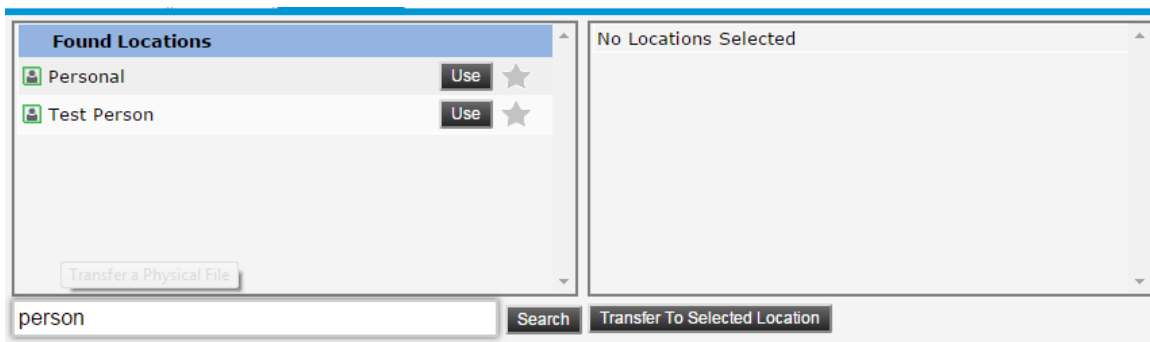 Found Locations
Personal Use
Test Person Use
Transfer a Physical File
person Search
No Locations Selected
Transfer To Selected Location